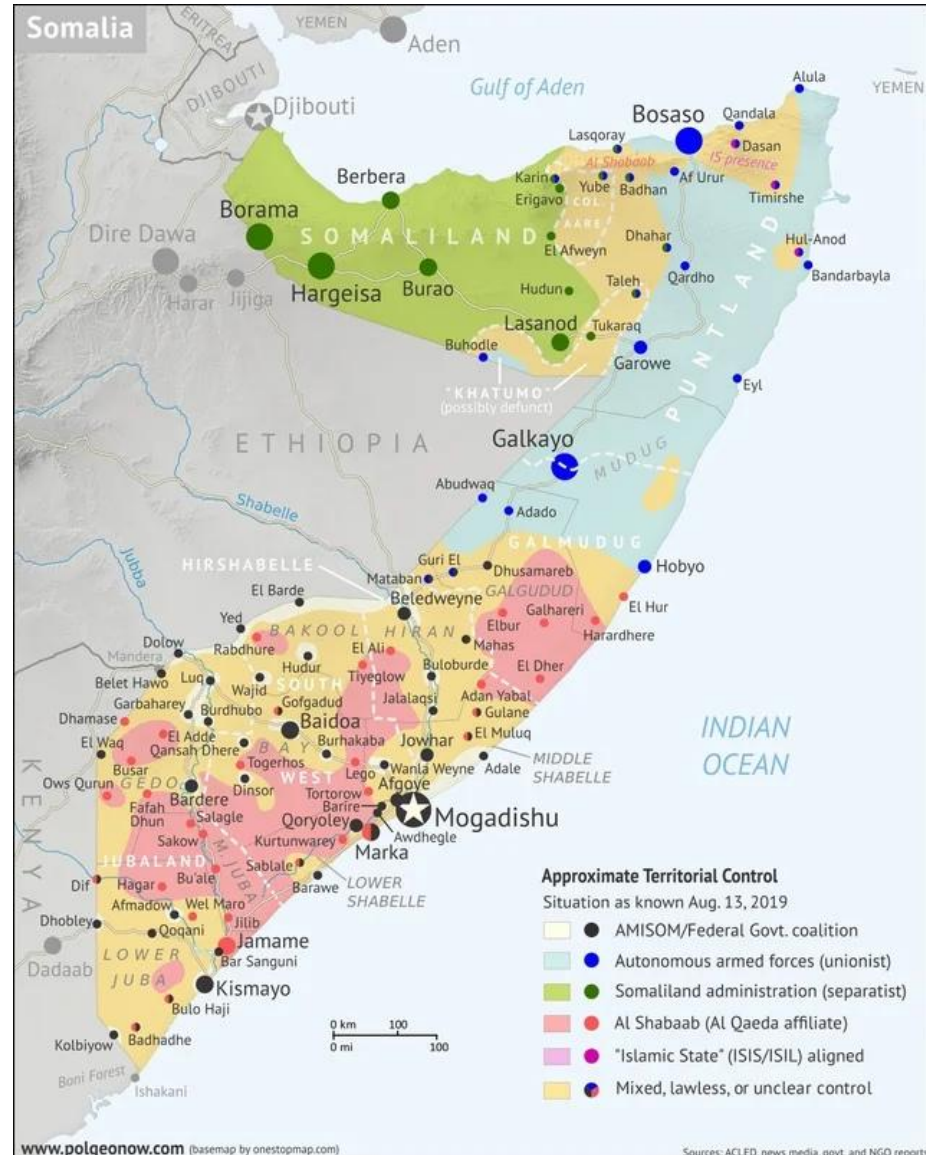 Somalia
ERITREA
YEMEN
Aden
DJIBOUTI
Djibouti
Gulf of Aden
Alula
YEMEN
Bosaso
Qandala
Lasqoray
Dasan
Al Shabaab
IS presence
Berbera
Karin
Yube
Badhan
Af Urur
Timirshe
Erigavo
Borama
SOMALILAND
AARE
Dire Dawa
El Afweyn
Dhahar
Hul-Anod
Harar
Jijiga
Hargeisa
Burao
Qardho
Bandarbayla
Hudun
Taleh
PUNTLAND
Lasanod
Tukaraq
Buhodle
Garowe
"KHATUMO"
(possibly defunct)
Eyl
ETHIOPIA
Galkayo
MUDUG
Shabelle
Abudwaq
Adado
GALMUDUG
Jubba
HIRSHABELLE
Guri El
Dhusamareb
Hobyo
Mataban
El Barde
Beledweyne
GALGUDUD
El Hur
Yed
Galhareri
BAKOOL
HIRAN
Elbur
Harardhere
Dolow
Rabdhure
El Ali
Mahas
Mandera
Hudur
Buloburde
El Dher
Belet Hawo
Luq
Wajid
SOUTH
Tiyeglow
Garbaharey
Burdhubo
Gofgadud
Jalalaqsi
Adan Yabal
Dhamase
Baidoa
Gulane
INDIAN
OCEAN
El Adde
El Waq
Qansah Dhere
BAY
Burhakaba
Jowhar
El Muluq
Busar
Togerhos
WEST
Lego
Wanla Weyne
Adale
MIDDLE
SHABELLE
Ows Qurun
GEDO
Dinsor
Tortorow
Afgoye
Fafah
Dhun
Bardere
Barire
Mogadishu
Salagle
Qoryoley
Awdhegle
Sakow
Kurtunwarey
Marka
KENYA
JUBALAND
M. JUBA
Sablale
LOWER
SHABELLE
Dif
Hagar
Bu'ale
Barawe
Afmadow
Wel Maro
Dhobley
Jilib
Qoqani
Jamame
Dadaab
LOWER
JUBA
Bar Sanguni
Kismayo
Bulo Haji
Kolbiyow
Badhadhe
Boni Forest
Ishakani
0 km 100
0 mi 100
Approximate Territorial Control
Situation as known Aug. 13, 2019
AMISOM/Federal Govt. coalition
Autonomous armed forces (unionist)
Somaliland administration (separatist)
Al Shabaab (Al Qaeda affiliate)
"Islamic State" (ISIS/ISIL) aligned
Mixed, lawless, or unclear control
www.polgeonow.com (basemap by onestopmap.com)
Sources: ACLED, news media, govt. and NGO reports